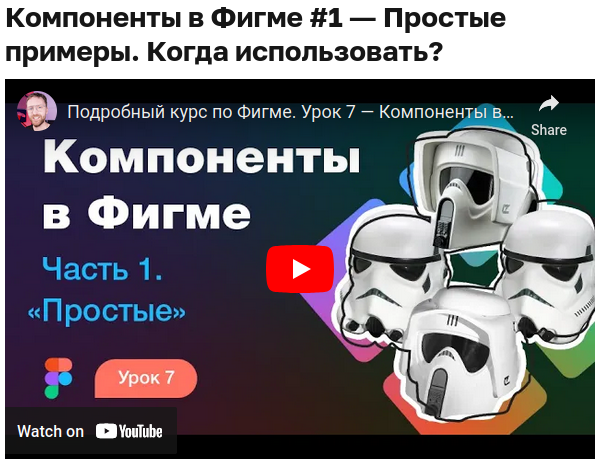 Компоненты в Фигме #1 — Простые
примеры. Когда использовать?
Подробный курс по Фигме. Урок 7 — Компоненты в...
Share
Компоненты
в Фигме
Часть 1.
«Простые»
Урок 7
Watch on YouTube